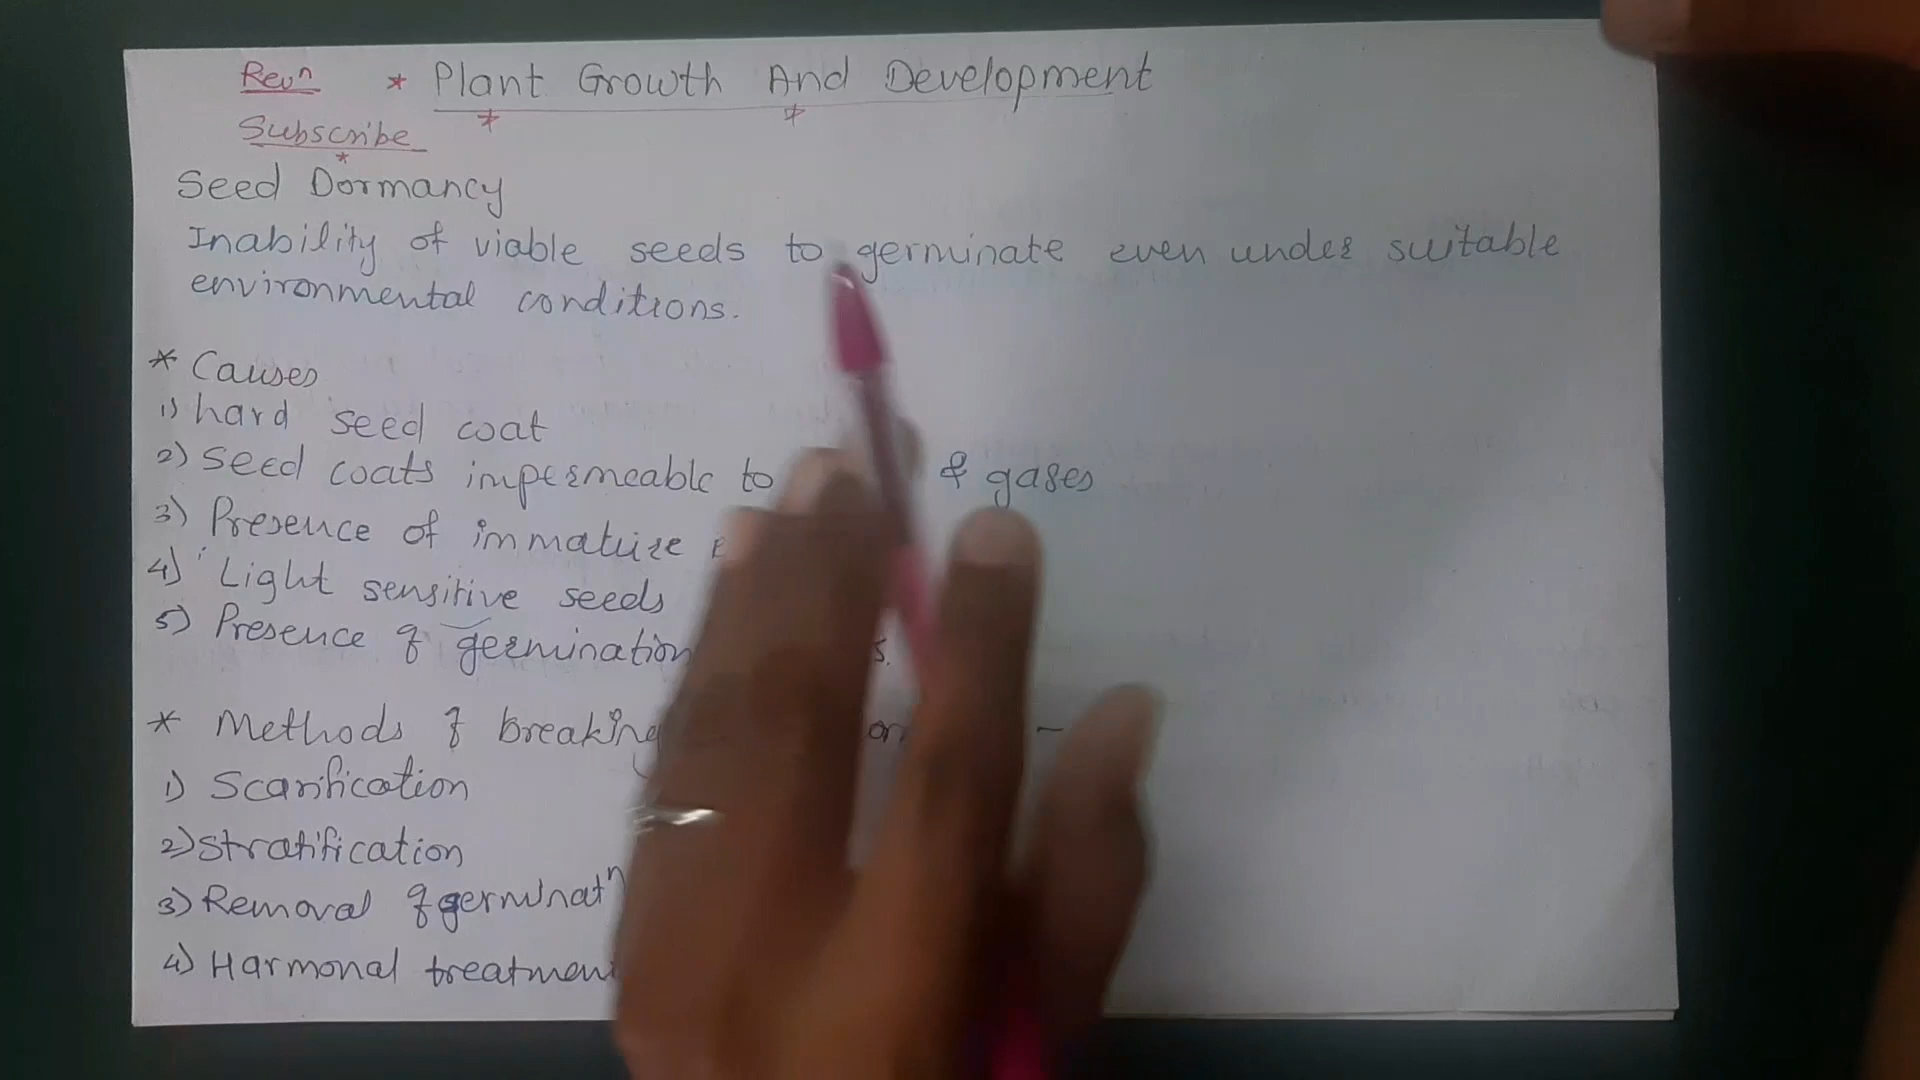 Revn * Plant Growth And Development
Subscribe
Seed Dormancy
Inability of viable seeds to germinate even under suitable
environmental conditions.
* Causes
1) hard seed coat
2) Seed coats impermeable to & gases
3) Presence of immature
4) Light sensitive seeds
5) Presence of germination
* Methods of breaking
1) Scarification
2) Stratification
3) Removal of germinatn
4) Harmonal treatment